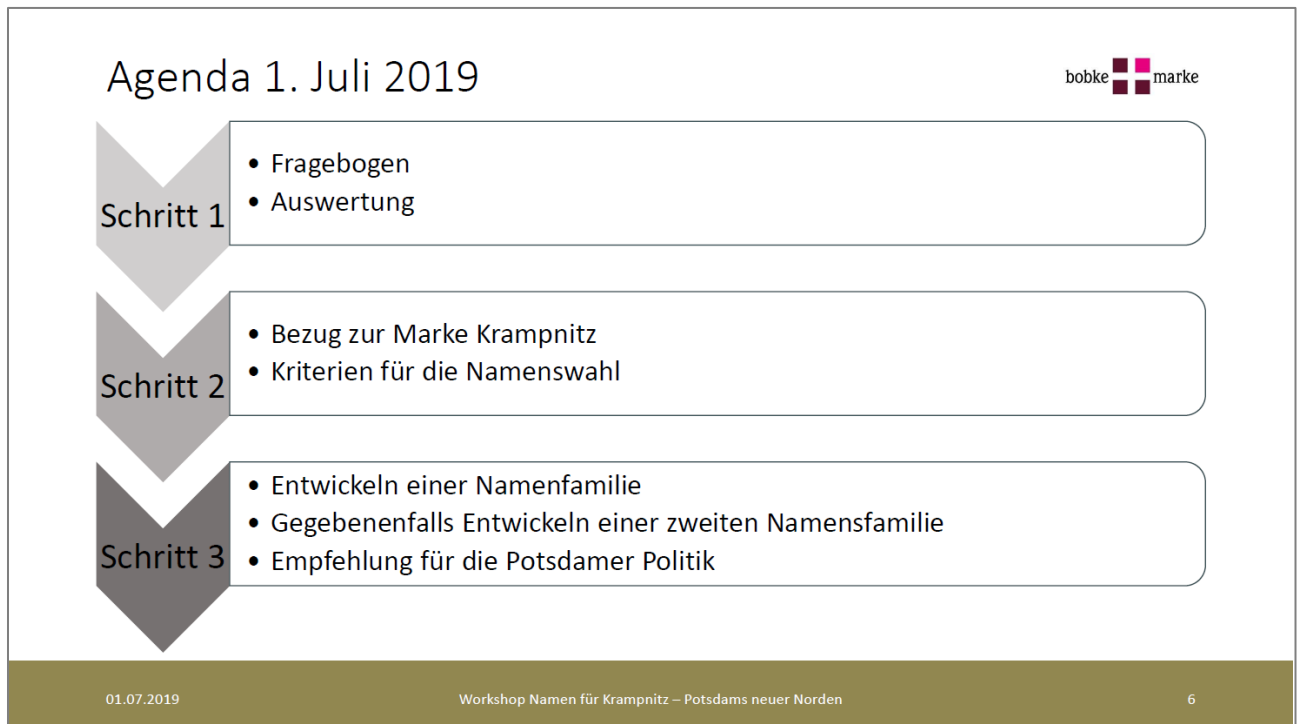 Agenda 1. Juli 2019
bobke marke
Schritt 1
• Fragebogen
• Auswertung
Schritt 2
• Bezug zur Marke Krampnitz
• Kriterien für die Namenswahl
Schritt 3
• Entwickeln einer Namenfamilie
• Gegebenenfalls Entwickeln einer zweiten Namensfamilie
• Empfehlung für die Potsdamer Politik
01.07.2019 Workshop Namen für Krampnitz – Potsdams neuer Norden 6